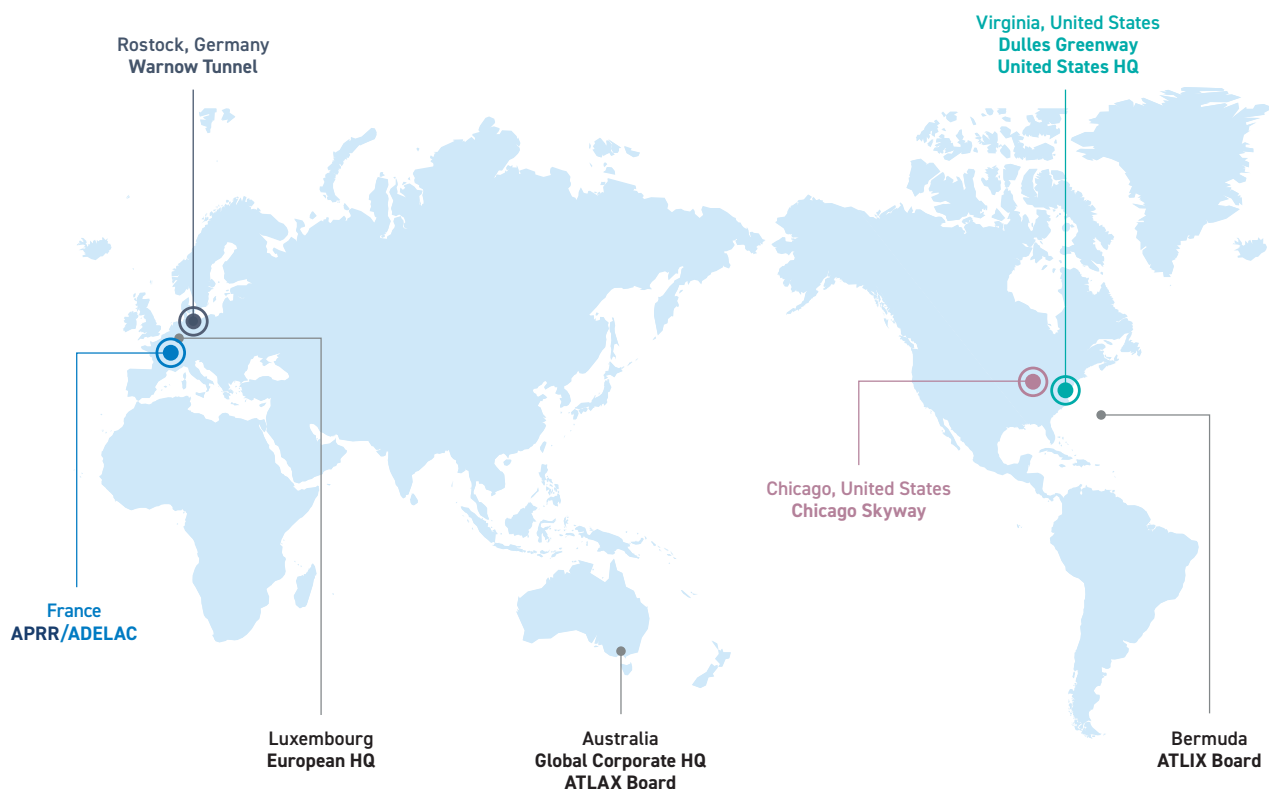 Rostock, Germany
Warnow Tunnel
Virginia, United States
Dulles Greenway
United States HQ
Chicago, United States
Chicago Skyway
France
APRR/ADELAC
Luxembourg
European HQ
Australia
Global Corporate HQ
ATLAX Board
Bermuda
ATLIX Board